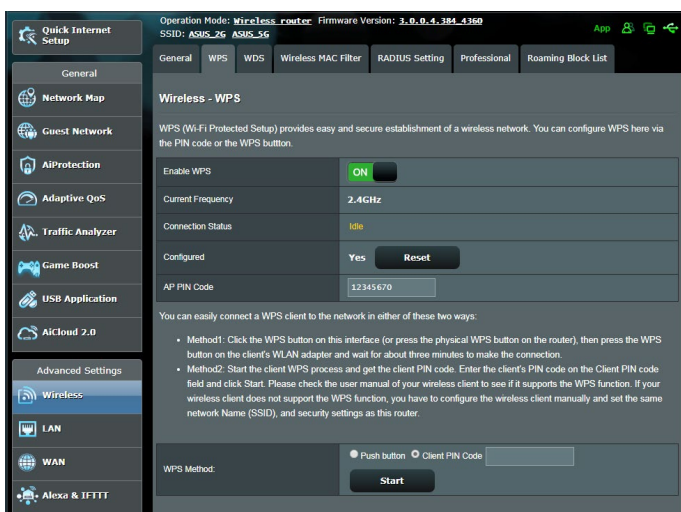 Quick Internet
Setup
General
Network Map
Guest Network
AiProtection
Adaptive QoS
Traffic Analyzer
Game Boost
USB Application
AiCloud 2.0
Advanced Settings
Wireless
LAN
WAN
Alexa & IFTTT
Operation Mode: Wireless router Firmware Version: 3.0.0.4.384_4360
SSID: ASUS_2G ASUS_5G
App
General WPS WDS Wireless MAC Filter RADIUS Setting Professional Roaming Block List
Wireless - WPS
WPS (Wi-Fi Protected Setup) provides easy and secure establishment of a wireless network. You can configure WPS here via
the PIN code or the WPS buttton.
Enable WPS ON
Current Frequency 2.4GHz
Connection Status Idle
Configured Yes Reset
AP PIN Code 12345670
You can easily connect a WPS client to the network in either of these two ways:
• Method1: Click the WPS button on this interface (or press the physical WPS button on the router), then press the WPS
button on the client's WLAN adapter and wait for about three minutes to make the connection.
• Method2: Start the client WPS process and get the client PIN code. Enter the client's PIN code on the Client PIN code
field and click Start. Please check the user manual of your wireless client to see if it supports the WPS function. If your
wireless client does not support the WPS function, you have to configure the wireless client manually and set the same
network Name (SSID), and security settings as this router.
WPS Method: Push button Client PIN Code
Start